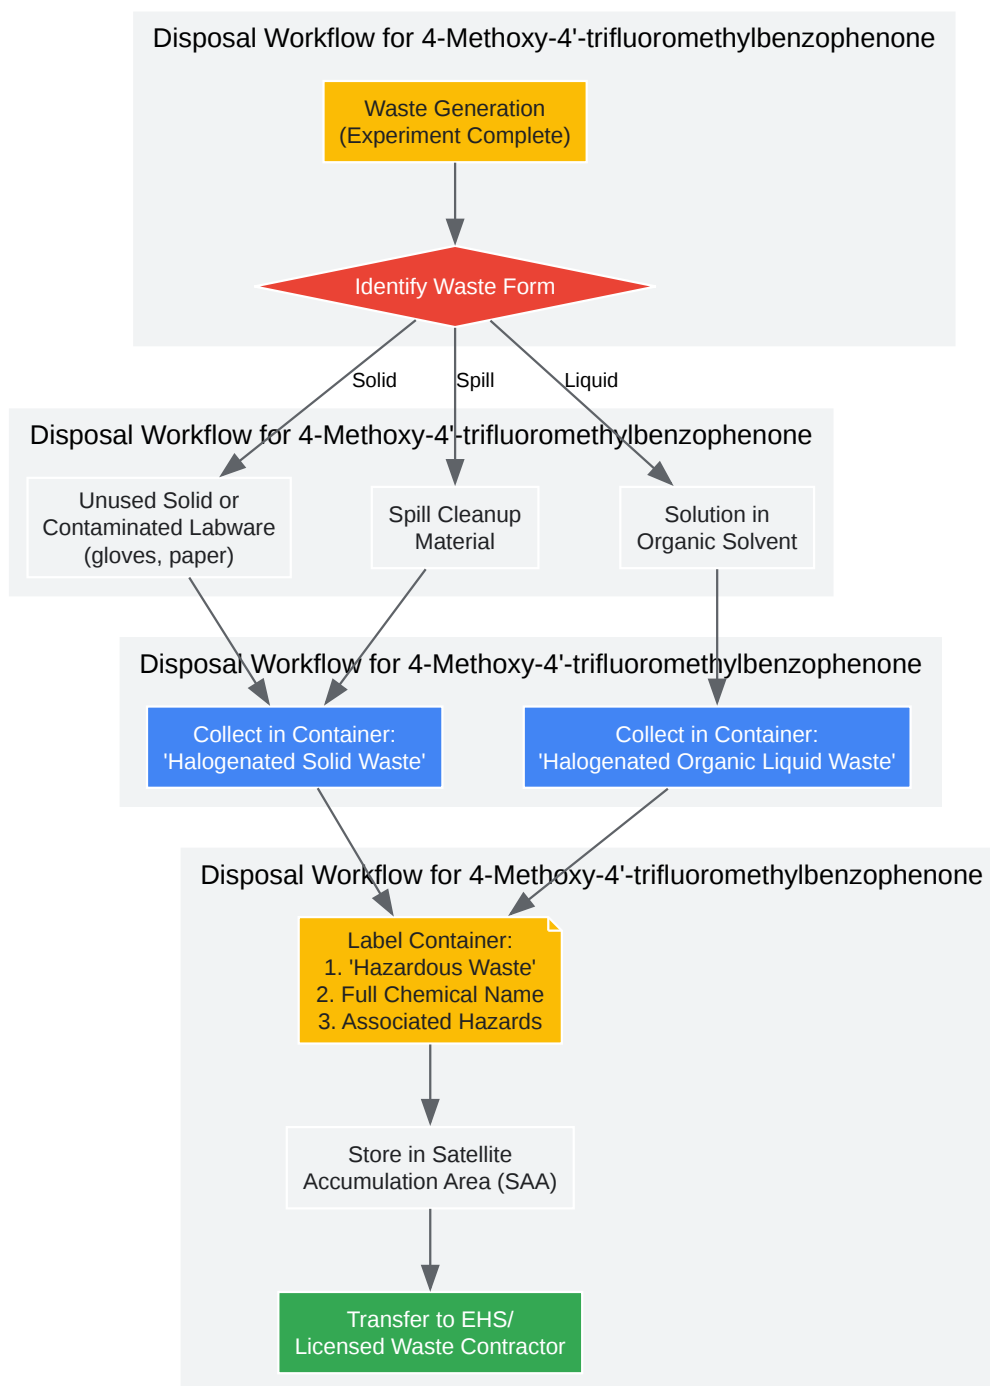 Disposal Workflow for 4-Methoxy-4'-trifluoromethylbenzophenone
Waste Generation
(Experiment Complete)
Identify Waste Form
Solid
Spill
Liquid
Disposal Workflow for 4-Methoxy-4'-trifluoromethylbenzophenone
Unused Solid or
Contaminated Labware
(gloves, paper)
Spill Cleanup
Material
Solution in
Organic Solvent
Disposal Workflow for 4-Methoxy-4'-trifluoromethylbenzophenone
Collect in Container:
'Halogenated Solid Waste'
Collect in Container:
'Halogenated Organic Liquid Waste'
Disposal Workflow for 4-Methoxy-4'-trifluoromethylbenzophenone
Label Container:
1. 'Hazardous Waste'
2. Full Chemical Name
3. Associated Hazards
Store in Satellite
Accumulation Area (SAA)
Transfer to EHS/
Licensed Waste Contractor